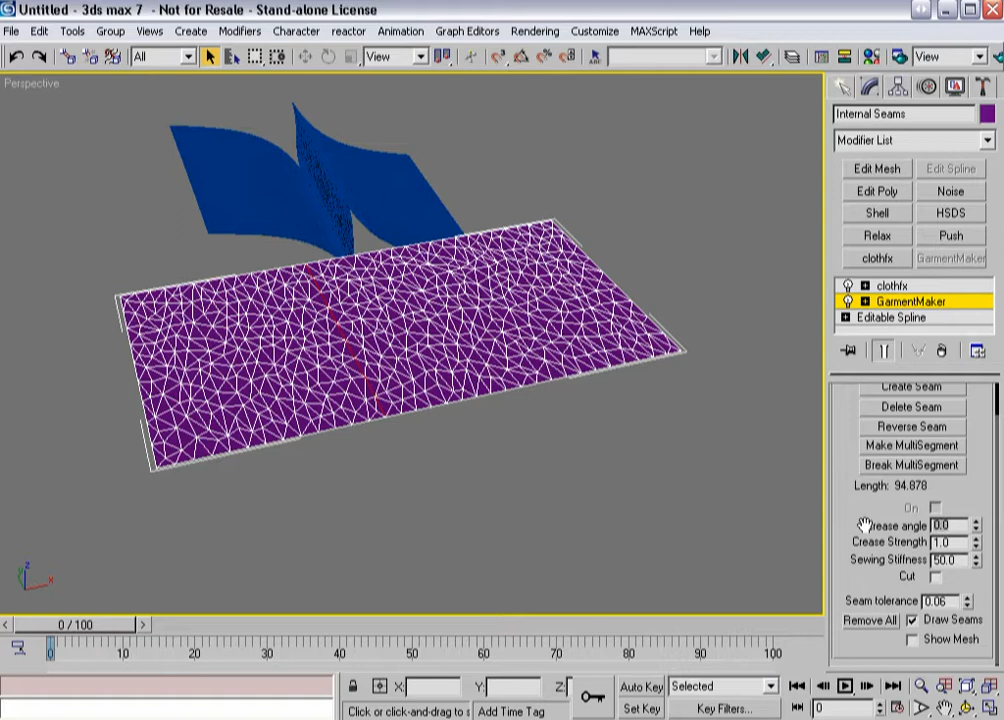 Untitled - 3ds max 7 - Not for Resale - Stand-alone License
File Edit Tools Group Views Create Modifiers Character reactor Animation Graph Editors Rendering Customize MAXScript Help
All View View
Perspective
Internal Seams
Modifier List
Edit Mesh Edit Spline
Edit Poly Noise
Shell HSDS
Relax Push
clothfx GarmentMaker
clothfx
GarmentMaker
Editable Spline
Create Seam
Delete Seam
Reverse Seam
Make MultiSegment
Break MultiSegment
Length: 94.878
On
rease angle 0.0
Crease Strength 1.0
Sewing Stiffness 50.0
Cut
Seam tolerance 0.06
Remove All Draw Seams
Show Mesh
z
x
< 0 / 100 >
0 10 20 30 40 50 60 70 80 90 100
X: Y: Z: Auto Key Selected
Click or click-and-drag to s Add Time Tag Set Key Key Filters... 0